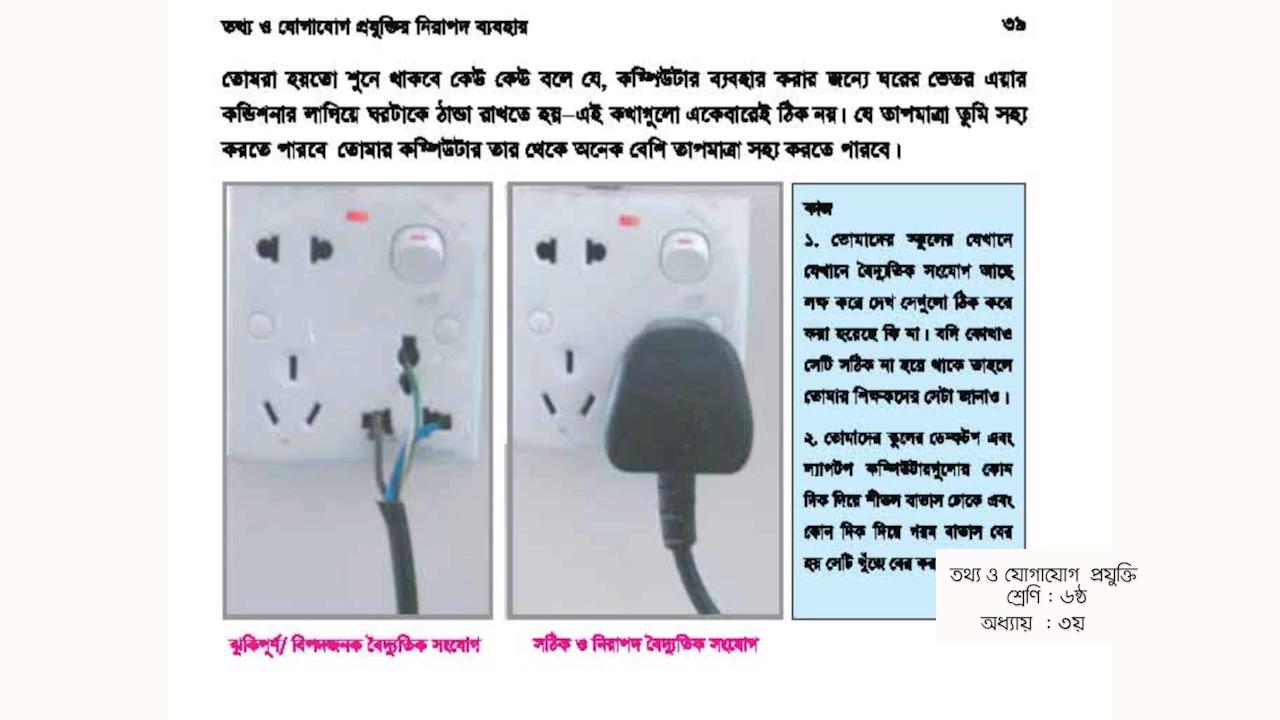 তথ্য ও যোগাযোগ প্রযুক্তির নিরাপদ ব্যবহার
৩৯
তোমরা হয়তো শুনে থাকবে কেউ কেউ বলে যে, কম্পিউটার ব্যবহার করার জন্যে ঘরের ভেতর এয়ার
কন্ডিশনার লাগিয়ে ঘরটাকে ঠান্ডা রাখতে হয়–এই কথাগুলো একেবারেই ঠিক নয়। যে তাপমাত্রা তুমি সহ্য
করতে পারবে তোমার কম্পিউটার তার থেকে অনেক বেশি তাপমাত্রা সহ্য করতে পারবে।
কাজ
১. তোমাদের স্কুলের যেখানে
যেখানে বৈদ্যুতিক সংযোগ আছে
লক্ষ করে দেখ সেগুলো ঠিক করে
করা হয়েছে কি না। যদি কোথাও
সেটি সঠিক না হয়ে থাকে তাহলে
তোমার শিক্ষকদের সেটা জানাও।
২. তোমাদের স্কুলের ডেস্কটপ এবং
ল্যাপটপ কম্পিউটারগুলোর কোন
দিক দিয়ে শীতল বাতাস ঢোকে এবং
কোন দিক দিয়ে গরম বাতাস বের
হয় সেটি খুঁজে বের কর
ঝুকিপূর্ণ/ বিপদজনক বৈদ্যুতিক সংযোগ
সঠিক ও নিরাপদ বৈদ্যুতিক সংযোগ
তথ্য ও যোগাযোগ প্রযুক্তি
শ্রেণি : ৬ষ্ঠ
অধ্যায় : ৩য়